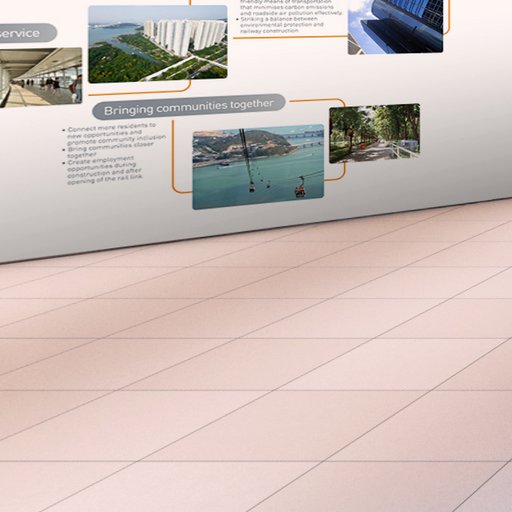 friendly means of transportation
that minimises carbon emissions
and roadside air pollution effectively.
• Striking a balance between
environmental protection and
railway construction
service
Bringing communities together
• Connect more residents to
new opportunities and
promote community inclusion
• Bring communities closer
together
• Create employment
opportunities during
construction and after
opening of the rail link